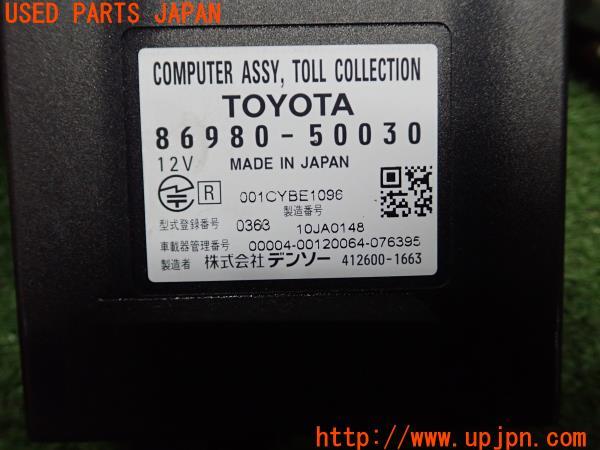 USED PARTS JAPAN
COMPUTER ASSY, TOLL COLLECTION
TOYOTA
86980-50030
12V MADE IN JAPAN
R 001CYBE1096
製造番号
型式登録番号 0363 10JA0148
車載器管理番号 00004-00120064-076395
製造者 株式会社 デンソー 412600-1663
http://www.upjpn.com